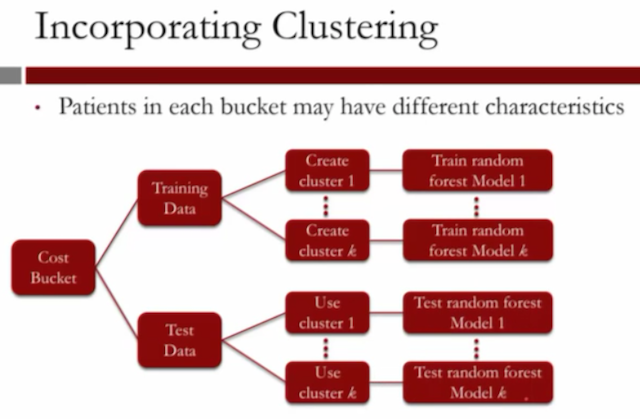 Incorporating Clustering
• Patients in each bucket may have different characteristics
Create
cluster 1
Train random
forest Model 1
Training
Data
Create
cluster k
Train random
forest Model k
Cost
Bucket
Use
cluster 1
Test random forest
Model 1
Test
Data
Use
cluster k
Test random forest
Model k